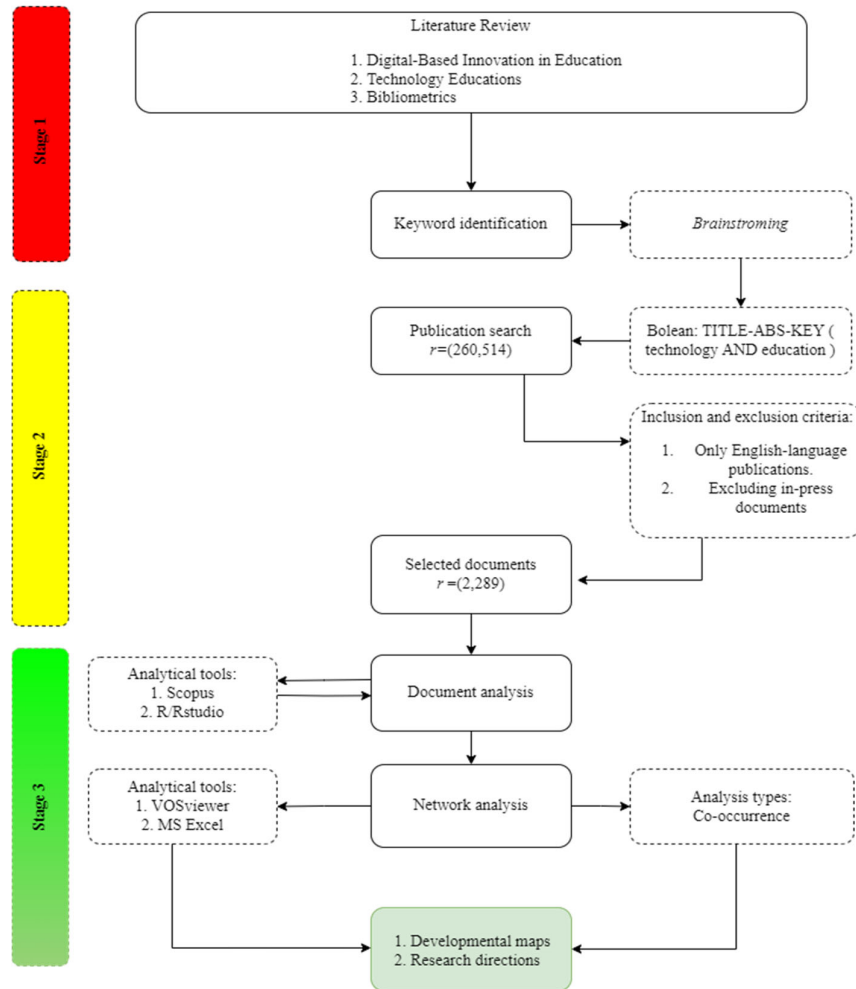 Literature Review
1. Digital-Based Innovation in Education
2. Technology Educations
3. Bibliometrics
Stage 1
Keyword identification
Brainstroming
Stage 2
Publication search
r=(260,514)
Bolean: TITLE-ABS-KEY (
technology AND education )
Inclusion and exclusion criteria:
1. Only English-language
publications.
2. Excluding in-press
documents
Selected documents
r =(2,289)
Stage 3
Analytical tools:
1. Scopus
2. R/Rstudio
Document analysis
Analytical tools:
1. VOSviewer
2. MS Excel
Network analysis
Analysis types:
Co-occurrence
1. Developmental maps
2. Research directions